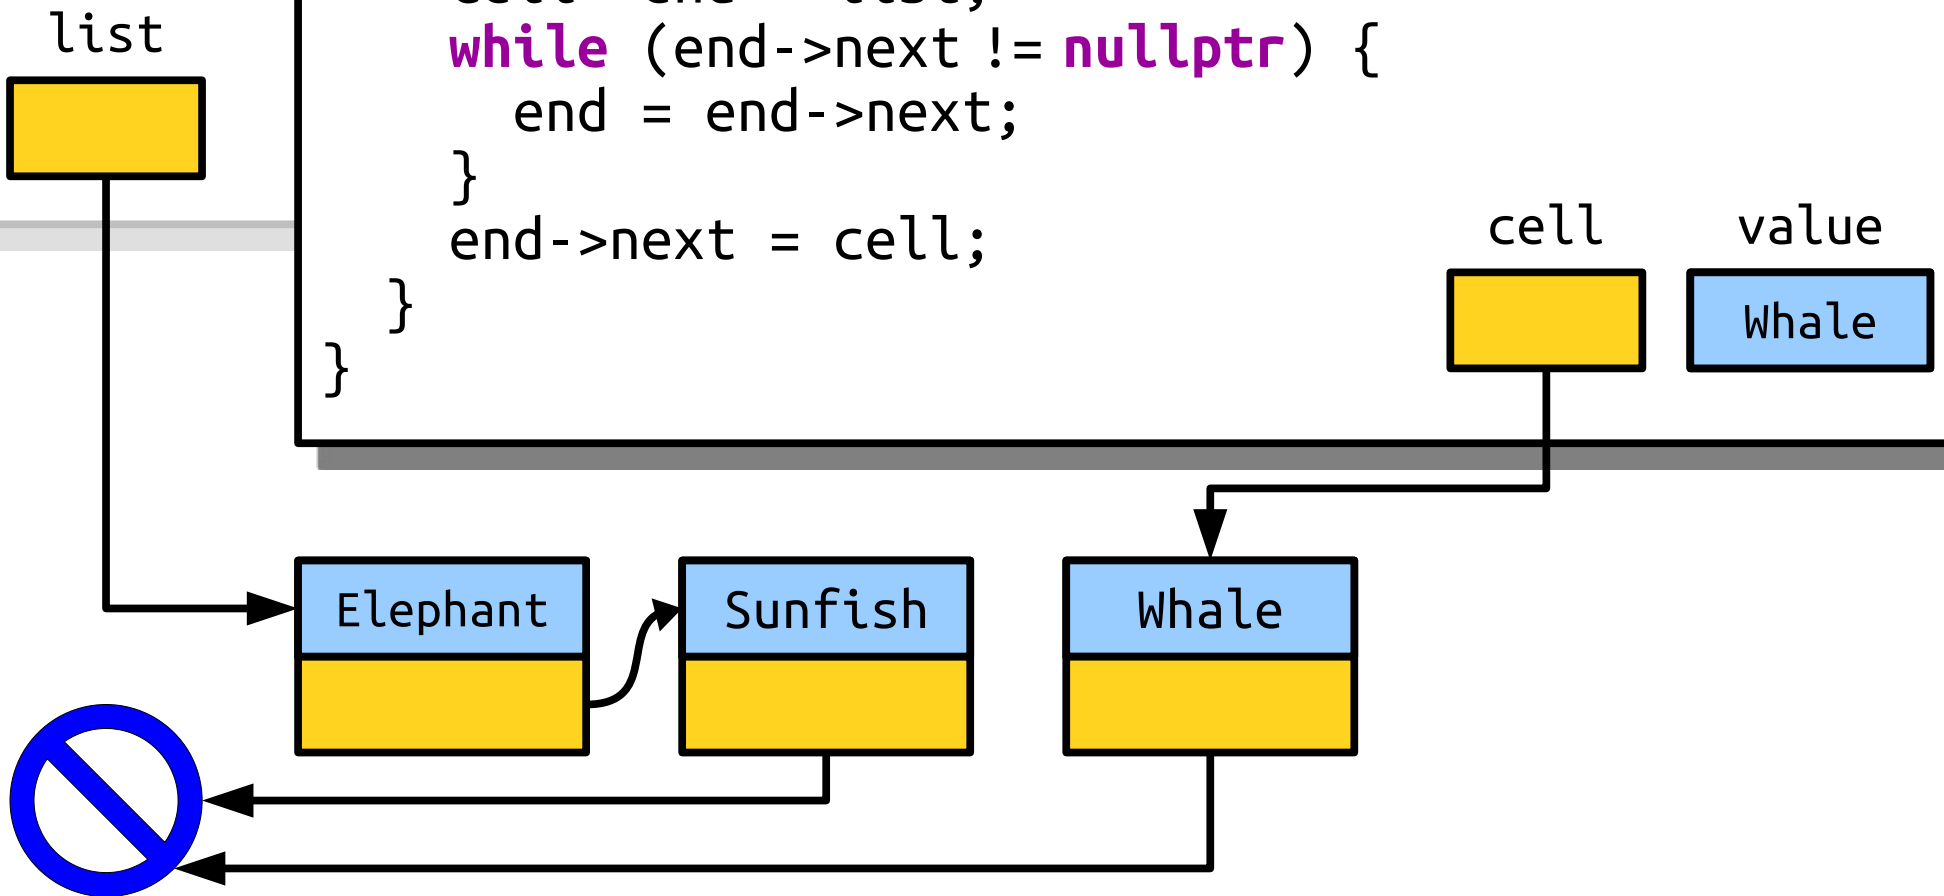 list
while (end->next != nullptr) {
end = end->next;
}
end->next = cell;
}
}
cell value
Whale
Elephant Sunfish Whale